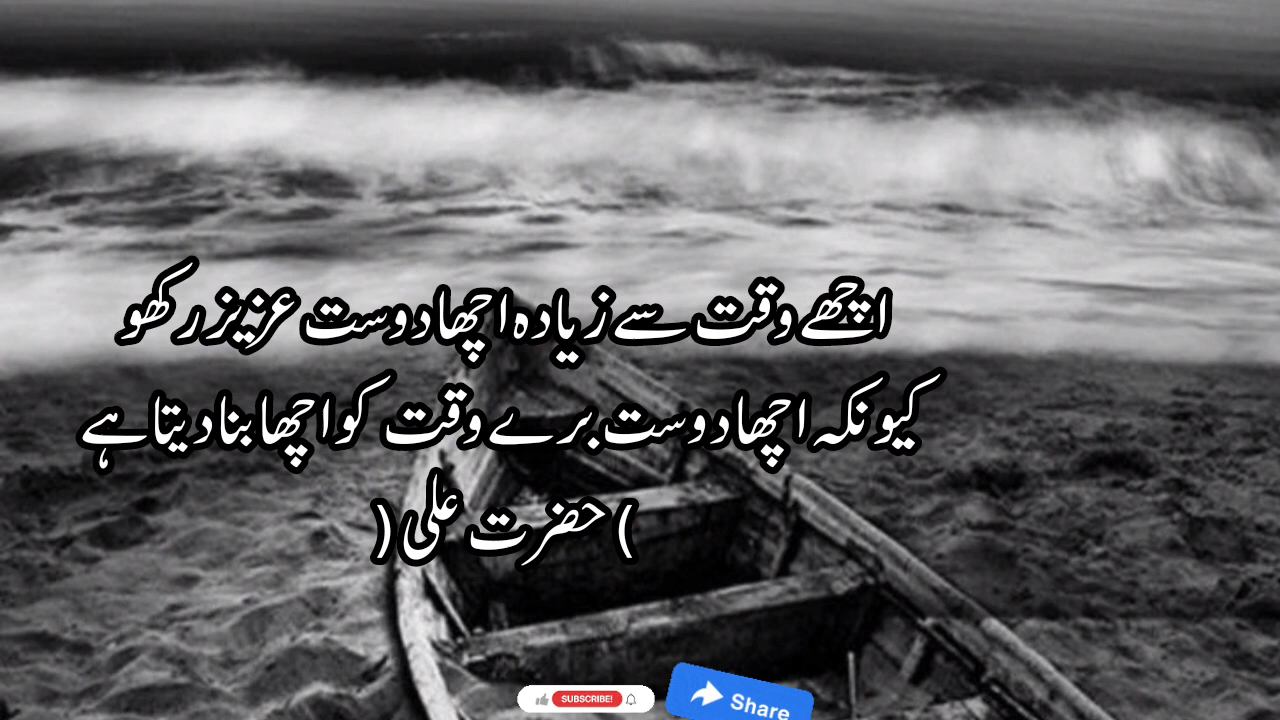 اچھے وقت سے زیادہ اچھا دوست عزیز رکھو
کیونکہ اچھا دوست برے وقت کو اچھا بنا دیتا ہے
( حضرت علی )
SUBSCRIBE!
Share